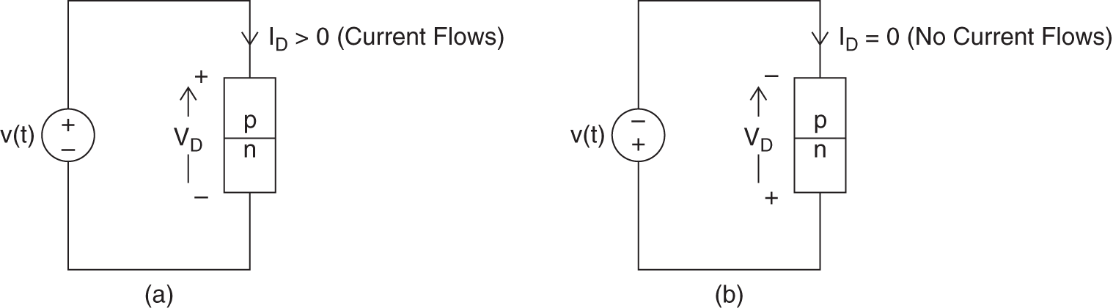 I_D > 0 (Current Flows)
+
v(t)
+
−
V_D
p
n
−
(a)
I_D = 0 (No Current Flows)
−
v(t)
−
+
V_D
p
n
+
(b)